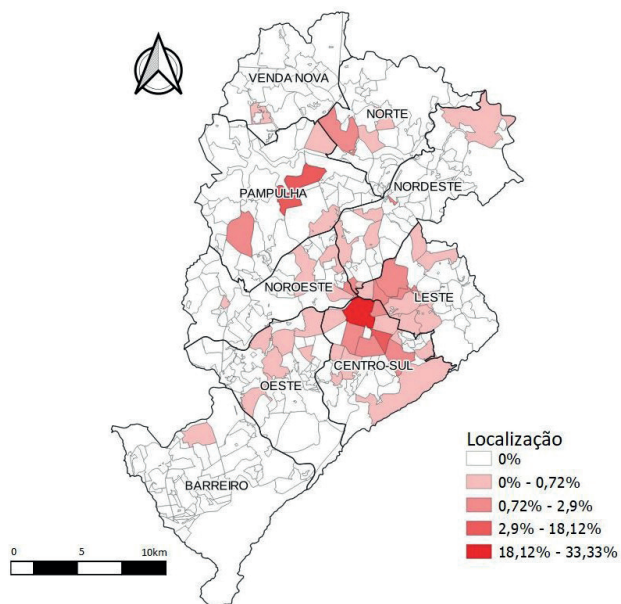 VENDA NOVA
NORTE
PAMPULHA
NORDESTE
NOROESTE
LESTE
CENTRO-SUL
OESTE
BARREIRO
Localização
0%
0% - 0,72%
0,72% - 2,9%
2,9% - 18,12%
18,12% - 33,33%
0 5 10km